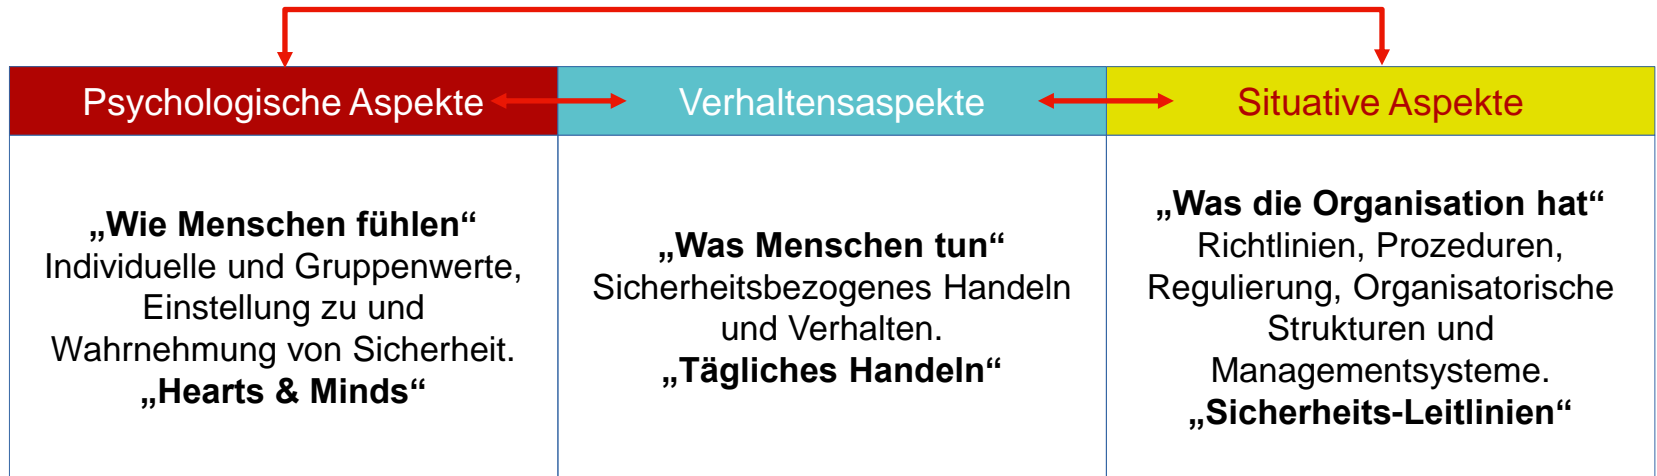 Psychologische Aspekte
Verhaltensaspekte
Situative Aspekte
„Wie Menschen fühlen“
Individuelle und Gruppenwerte,
Einstellung zu und
Wahrnehmung von Sicherheit.
„Hearts & Minds“
„Was Menschen tun“
Sicherheitsbezogenes Handeln
und Verhalten.
„Tägliches Handeln“
„Was die Organisation hat“
Richtlinien, Prozeduren,
Regulierung, Organisatorische
Strukturen und
Managementsysteme.
„Sicherheits-Leitlinien“